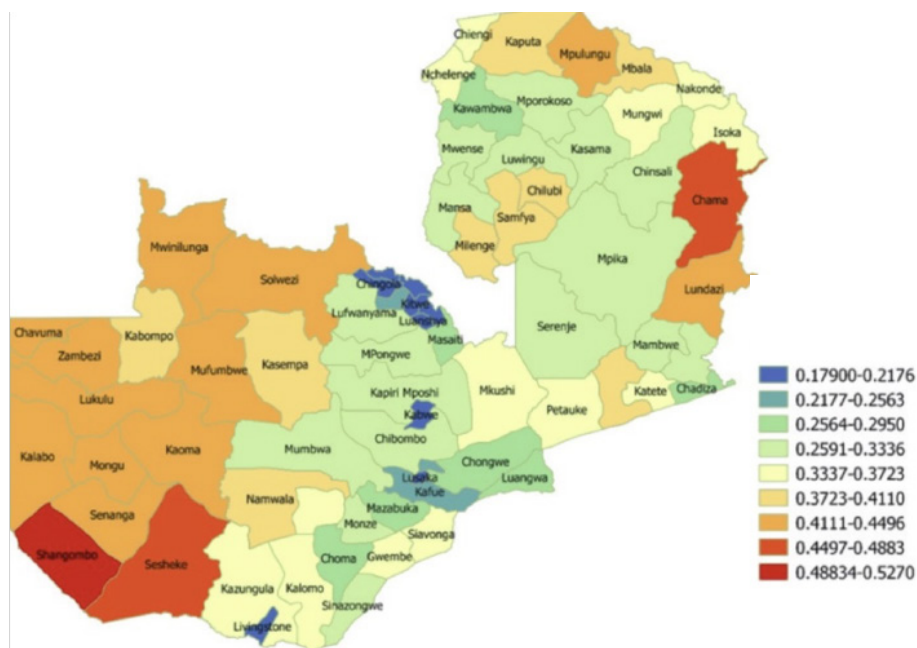 Chiengi
Kaputa
Mpulungu
Mbala
Nchelenge
Nakonde
Kawambwa
Mporokoso
Mungwi
Isoka
Mwense
Kasama
Luwingu
Chinsali
Chilubi
Chama
Mansa
Samfya
Milenge
Mwinilunga
Mpika
Solwezi
Chingola
Lundazi
Kitwe
Lufwanyama
Luanshya
Chavuma
Kabompo
Masaiti
Serenje
Mambwe
Zambezi
Kasempa
MPongwe
Mufumbwe
Kapiri Mposhi
Mkushi
Katete
Chadiza
Lukulu
Petauke
Kabwe
Kaoma
Mumbwa
Chibombo
Kalabo
Mongu
Chongwe
Lusaka
Luangwa
Kafue
Namwala
Mazabuka
Senanga
Monze
Siavonga
Shangombo
Choma
Gwembe
Sesheke
Kazungula
Kalomo
Sinazongwe
Livingstone
0.17900-0.2176
0.2177-0.2563
0.2564-0.2950
0.2591-0.3336
0.3337-0.3723
0.3723-0.4110
0.4111-0.4496
0.4497-0.4883
0.48834-0.5270